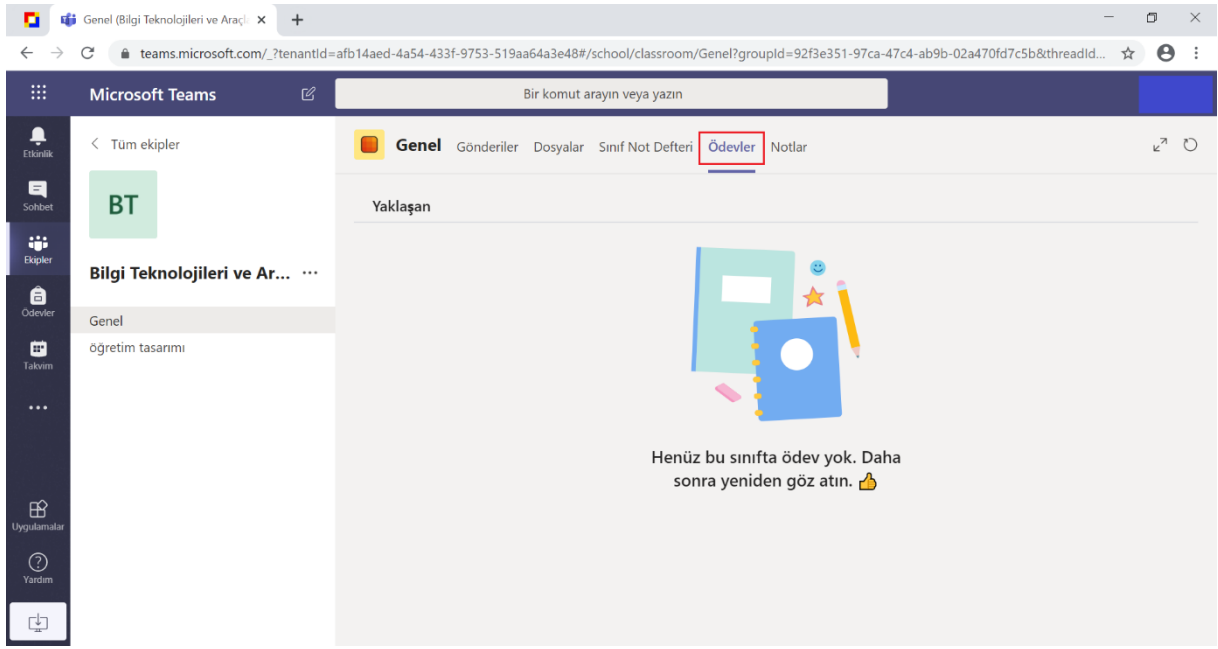 Genel (Bilgi Teknolojileri ve Araçl
teams.microsoft.com/_?tenantId=afb14aed-4a54-433f-9753-519aa64a3e48#/school/classroom/Genel?groupId=92f3e351-97ca-47c4-ab9b-02a470fd7c5b&threadId...
Microsoft Teams
Bir komut arayın veya yazın
Etkinlik
Sohbet
Ekipler
Ödevler
Takvim
Uygulamalar
Yardım
Tüm ekipler
BT
Bilgi Teknolojileri ve Ar... ...
Genel
öğretim tasarımı
Genel Gönderiler Dosyalar Sınıf Not Defteri Ödevler Notlar
Yaklaşan
Henüz bu sınıfta ödev yok. Daha
sonra yeniden göz atın. 👍